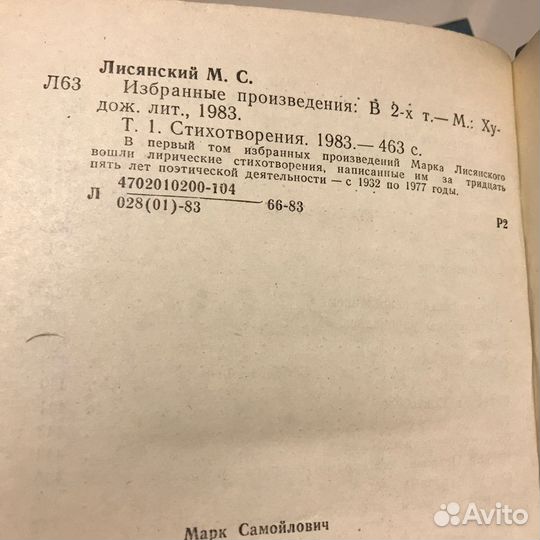 Лисянский М. С.
Л63 Избранные произведения: В 2-х т.— М.: Ху-
дож. лит., 1983.
Т. 1. Стихотворения. 1983.— 463 с.
В первый том избранных произведений Марка Лисянского
вошли лирические стихотворения, написанные им за тридцать
пять лет поэтической деятельности — с 1932 по 1977 годы.
4702010200-104
Л 66-83
028(01)-83
Р2
Марк Самойлович
Avito